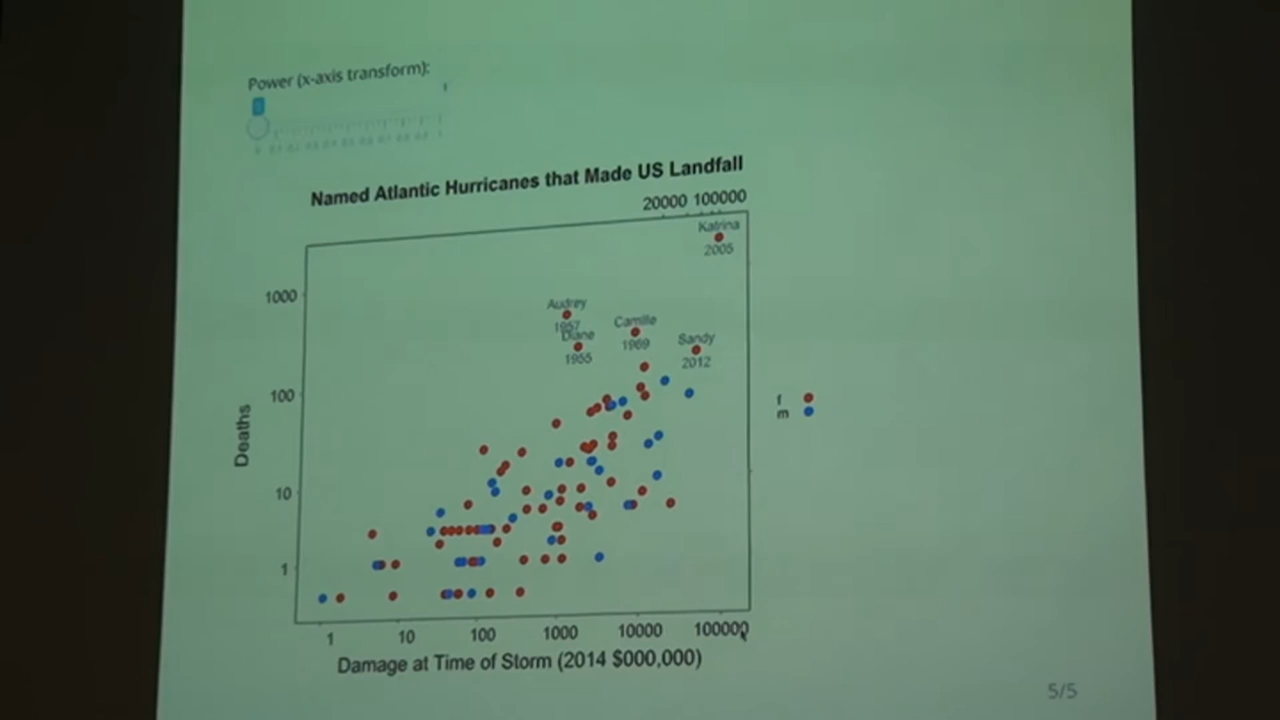 Power (x-axis transform):
Named Atlantic Hurricanes that Made US Landfall
20000 100000
Katrina
2005
1000
Audrey
1957
Camille
1969
Diane
1955
Sandy
2012
100
f
m
Deaths
10
1
1 10 100 1000 10000 100000
Damage at Time of Storm (2014 $000,000)
5/5